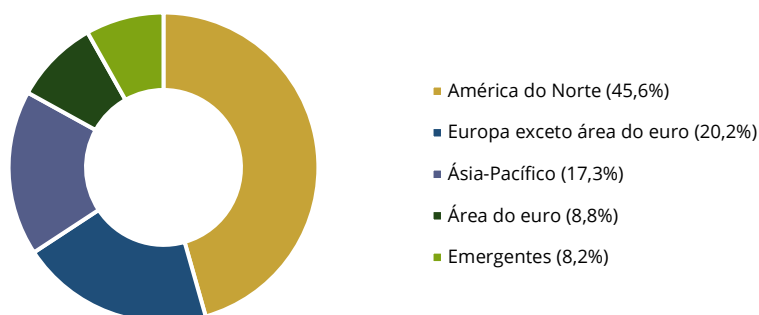 América do Norte (45,6%)
Europa exceto área do euro (20,2%)
Ásia-Pacífico (17,3%)
Área do euro (8,8%)
Emergentes (8,2%)